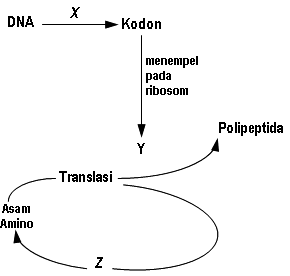 DNA X Kodon
menempel
pada
ribosom
Polipeptida
Y
Translasi
Asam
Amino
Z